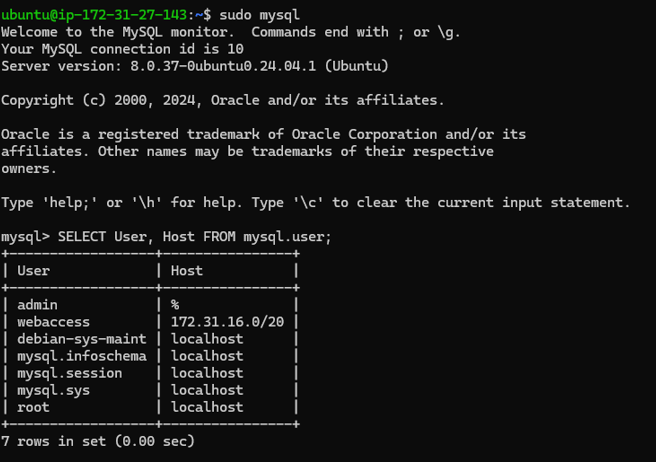 ubuntu@ip-172-31-27-143:~$ sudo mysql
Welcome to the MySQL monitor.  Commands end with ; or \g.
Your MySQL connection id is 10
Server version: 8.0.37-0ubuntu0.24.04.1 (Ubuntu)

Copyright (c) 2000, 2024, Oracle and/or its affiliates.

Oracle is a registered trademark of Oracle Corporation and/or its
affiliates. Other names may be trademarks of their respective
owners.

Type 'help;' or '\h' for help. Type '\c' to clear the current input statement.

mysql> SELECT User, Host FROM mysql.user;
+------------------+----------------+
| User             | Host           |
+------------------+----------------+
| admin            | %              |
| webaccess        | 172.31.16.0/20 |
| debian-sys-maint | localhost      |
| mysql.infoschema | localhost      |
| mysql.session    | localhost      |
| mysql.sys        | localhost      |
| root             | localhost      |
+------------------+----------------+
7 rows in set (0.00 sec)